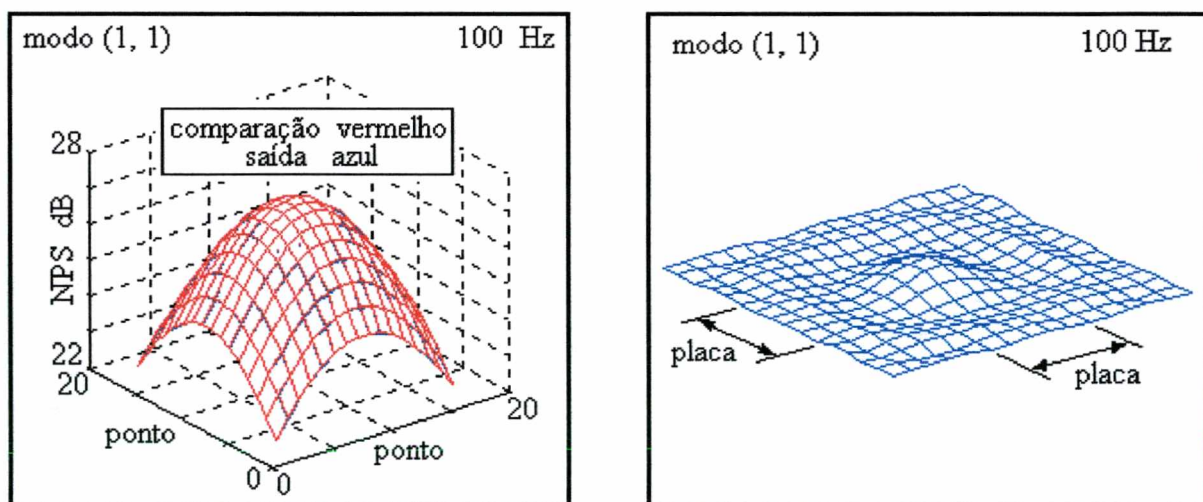 modo (1, 1) 100 Hz
comparação vermelho
saída azul
28
NPS dB
22
20
ponto
0
0
ponto
20
modo (1, 1) 100 Hz
placa
placa